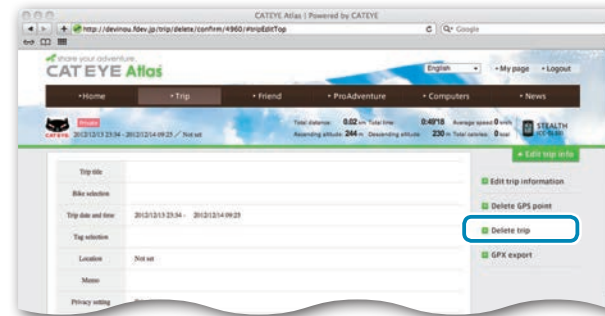 CATEYE Atlas | Powered by CATEYE
http://devinou.fdev.jp/trip/delete/confirm/4960/#tripEditTop
Google
share your adventure.
CATEYE Atlas
English
My page
Logout
Home
Trip
Friend
ProAdventure
Computers
News
CATEYE
Private
2012/12/13 23:34 - 2012/12/14 09:25 / Not set
Total distance 0.02 km Total time 0:49'18 Average speed 0 km/h
Ascending altitude 244 m Descending altitude 230 m Total calories 0 kcal
STEALTH
Edit trip info
Trip title
Bike selection
Trip date and time 2012/12/13 23:34 - 2012/12/14 09:25
Tag selection
Location Not set
Memo
Privacy setting
Edit trip information
Delete GPS point
Delete trip
GPX export